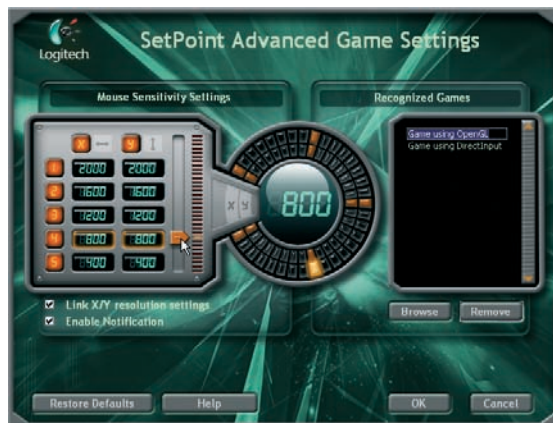 Logitech
SetPoint Advanced Game Settings
Mouse Sensitivity Settings
Recognized Games
X Y
1 2000 2000
2 1600 1600
3 1200 1200
4 800 800
5 400 400
X Y
800
Game using OpenGL
Game using DirectInput
Link X/Y resolution settings
Enable Notification
Browse Remove
Restore Defaults Help OK Cancel